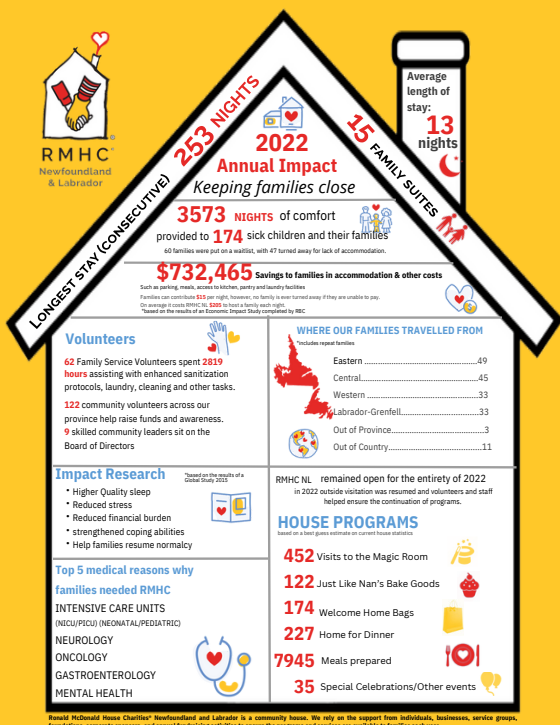 RMHC®
Newfoundland
& Labrador
LONGEST STAY (CONSECUTIVE) 253 NIGHTS
15 FAMILY SUITES
Average
length of
stay:
13
nights
2022
Annual Impact
Keeping families close
3573 NIGHTS of comfort
provided to 174 sick children and their families
60 families were put on a waitlist, with 47 turned away for lack of accommodation.
$732,465 Savings to families in accommodation & other costs
Such as parking, meals, access to kitchen, pantry and laundry facilities
Families can contribute $15 per night, however, no family is ever turned away if they are unable to pay.
On average it costs RMHC NL $205 to host a family each night.
*based on the results of an Economic Impact Study completed by RBC
Volunteers
62 Family Service Volunteers spent 2819
hours assisting with enhanced sanitization
protocols, laundry, cleaning and other tasks.
122 community volunteers across our
province help raise funds and awareness.
9 skilled community leaders sit on the
Board of Directors
WHERE OUR FAMILIES TRAVELLED FROM
*includes repeat families
Eastern ........................................49
Central..........................................45
Western ........................................33
Labrador-Grenfell...........................33
Out of Province...............................3
Out of Country...............................11
Impact Research
*based on the results of a
Global Study 2015
• Higher Quality sleep
• Reduced stress
• Reduced financial burden
• strengthened coping abilities
• Help families resume normalcy
RMHC NL remained open for the entirety of 2022
in 2022 outside visitation was resumed and volunteers and staff
helped ensure the continuation of programs.
HOUSE PROGRAMS
based on a best guess estimate on current house statistics
452 Visits to the Magic Room
122 Just Like Nan's Bake Goods
174 Welcome Home Bags
227 Home for Dinner
7945 Meals prepared
35 Special Celebrations/Other events
Top 5 medical reasons why
families needed RMHC
INTENSIVE CARE UNITS
(NICU/PICU) (NEONATAL/PEDIATRIC)
NEUROLOGY
ONCOLOGY
GASTROENTEROLOGY
MENTAL HEALTH
Ronald McDonald House Charities® Newfoundland and Labrador is a community house. We rely on the support from individuals, businesses, service groups,